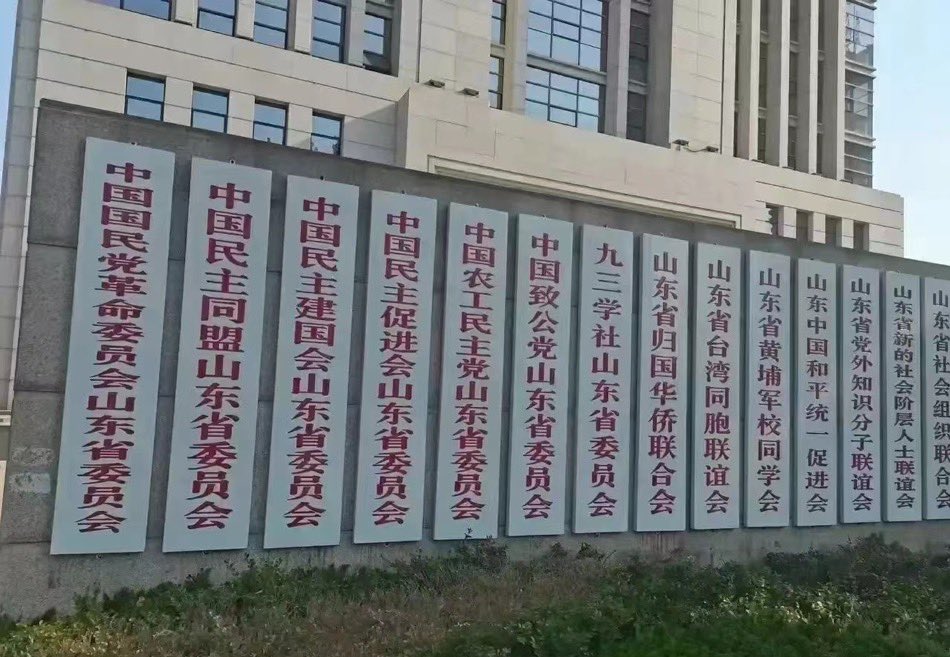 中国国民党革命委员会山东省委员会
中国民主同盟山东省委员会
中国民主建国会山东省委员会
中国民主促进会山东省委员会
中国农工民主党山东省委员会
中国致公党山东省委员会
九三学社山东省委员会
山东省归国华侨联合会
山东省台湾同胞联谊会
山东省黄埔军校同学会
山东中国和平统一促进会
山东省党外知识分子联谊会
山东省新的社会阶层人士联谊会
山东省社会组织联合会